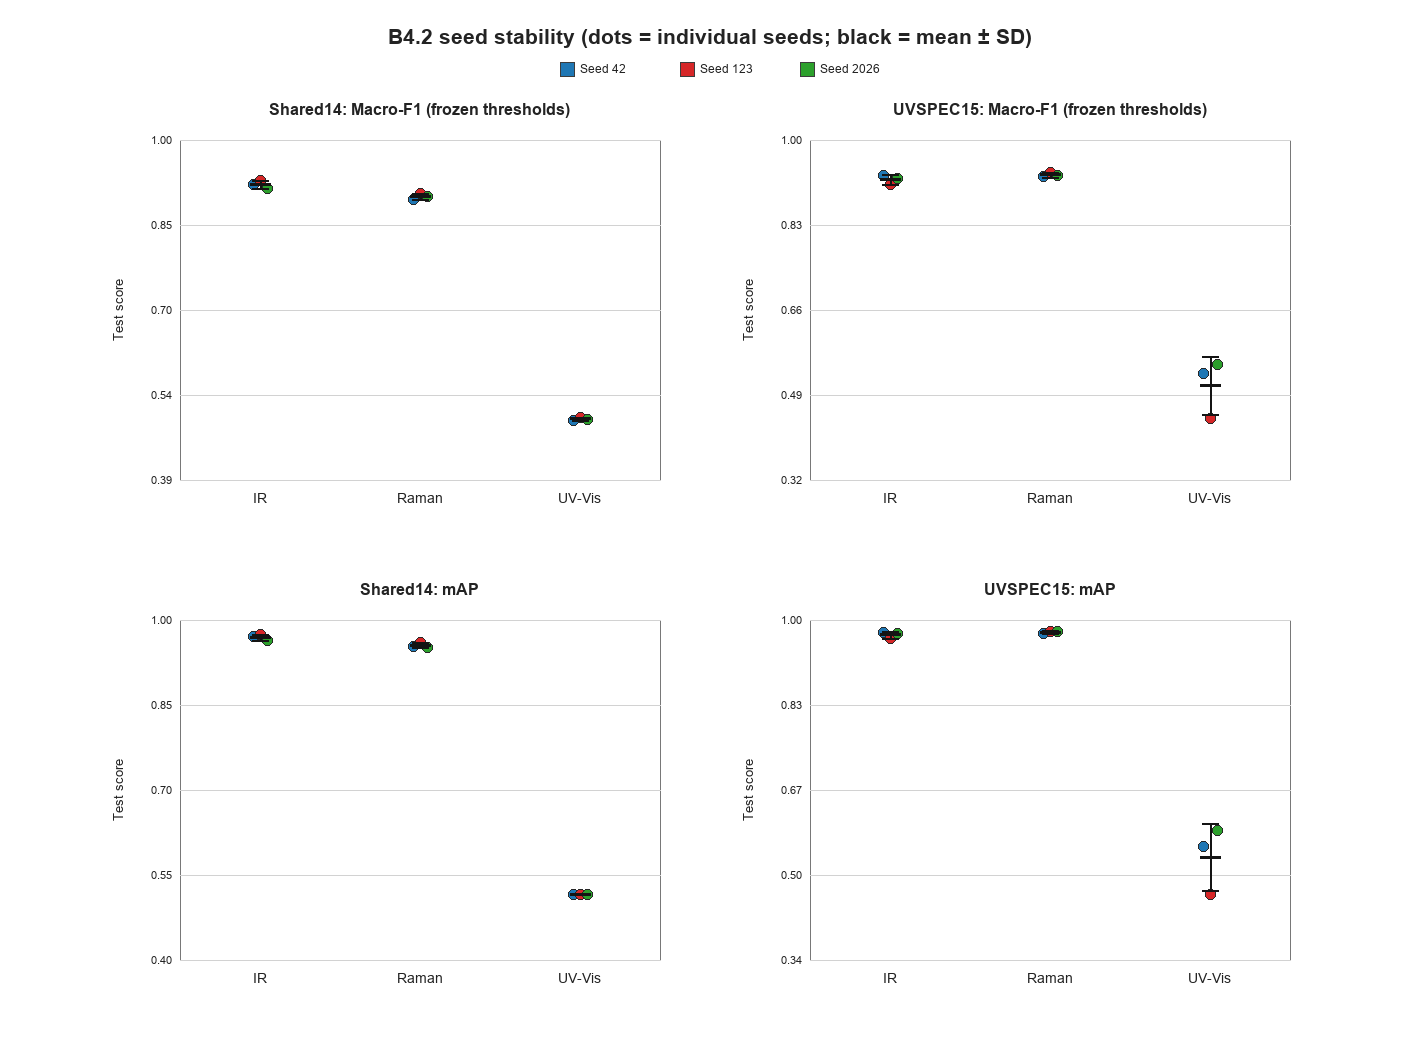 B4.2 seed stability (dots = individual seeds; black = mean ± SD)
Seed 42 Seed 123 Seed 2026
Shared14: Macro-F1 (frozen thresholds)
1.00
0.85
0.70
0.54
0.39
Test score
IR Raman UV-Vis
UVSPEC15: Macro-F1 (frozen thresholds)
1.00
0.83
0.66
0.49
0.32
Test score
IR Raman UV-Vis
Shared14: mAP
1.00
0.85
0.70
0.55
0.40
Test score
IR Raman UV-Vis
UVSPEC15: mAP
1.00
0.83
0.67
0.50
0.34
Test score
IR Raman UV-Vis